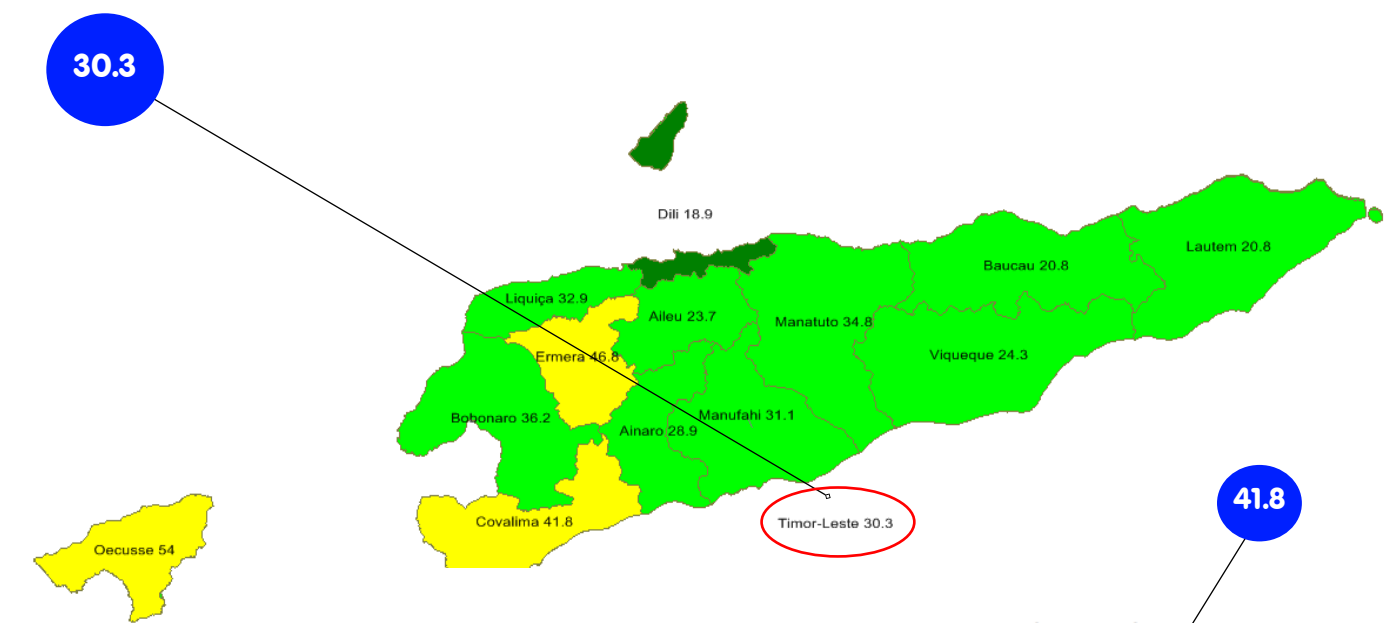 30.3
Dili 18.9
Lautem 20.8
Baucau 20.8
Liquiça 32.9
Aileu 23.7
Manatuto 34.8
Ermera 46.8
Viqueque 24.3
Bobonaro 36.2
Manufahi 31.1
Ainaro 28.9
41.8
Covalima 41.8
Timor-Leste 30.3
Oecusse 54